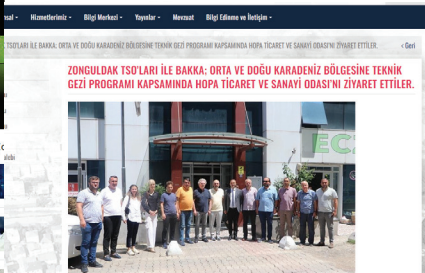 Hizmetlerimiz Bilgi Merkezi Yayınlar Mevzuat Bilgi Edinme ve İletişim
TSO'LARI İLE BAKKA; ORTA VE DOĞU KARADENİZ BÖLGESİNE TEKNİK GEZİ PROGRAMI KAPSAMINDA HOPA TİCARET VE SANAYİ ODASI'NI ZİYARET ETTİLER. < Geri
ZONGULDAK TSO'LARI İLE BAKKA; ORTA VE DOĞU KARADENİZ BÖLGESİNE TEKNİK
GEZİ PROGRAMI KAPSAMINDA HOPA TİCARET VE SANAYİ ODASI'NI ZİYARET ETTİLER.